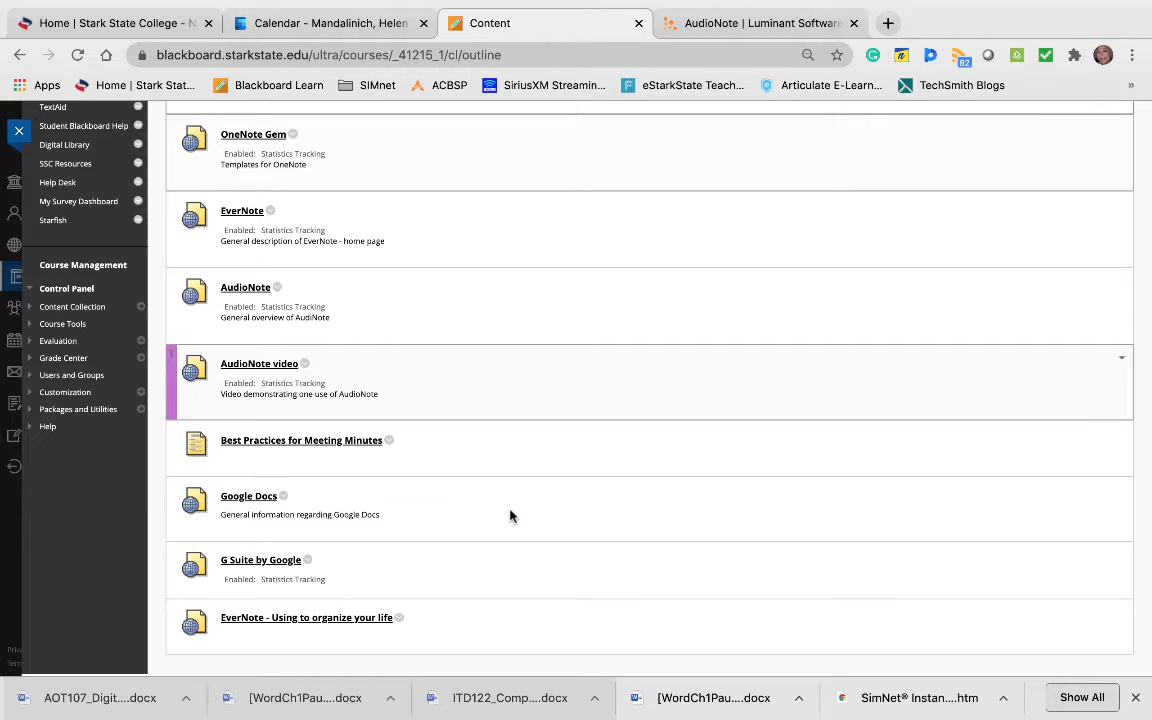 Home | Stark State College - N
Calendar - Mandalinich, Helen
Content
AudioNote | Luminant Software
blackboard.starkstate.edu/ultra/courses/_41215_1/cl/outline
82
Apps
Home | Stark Stat...
Blackboard Learn
SIMnet
ACBSP
SiriusXM Streamin...
eStarkState Teach...
Articulate E-Learn...
TechSmith Blogs
»
TextAid
Student Blackboard Help
Digital Library
SSC Resources
Help Desk
My Survey Dashboard
Starfish
Course Management
Control Panel
Content Collection
Course Tools
Evaluation
Grade Center
Users and Groups
Customization
Packages and Utilities
Help
Priv
Terr
OneNote Gem
Enabled: Statistics Tracking
Templates for OneNote
EverNote
Enabled: Statistics Tracking
General description of EverNote - home page
AudioNote
Enabled: Statistics Tracking
General overview of AudiNote
AudioNote video
Enabled: Statistics Tracking
Video demonstrating one use of AudioNote
Best Practices for Meeting Minutes
Google Docs
General information regarding Google Docs
G Suite by Google
Enabled: Statistics Tracking
EverNote - Using to organize your life
AOT107_Digit....docx
[WordCh1Pau....docx
ITD122_Comp....docx
[WordCh1Pau....docx
SimNet® Instan....htm
Show All